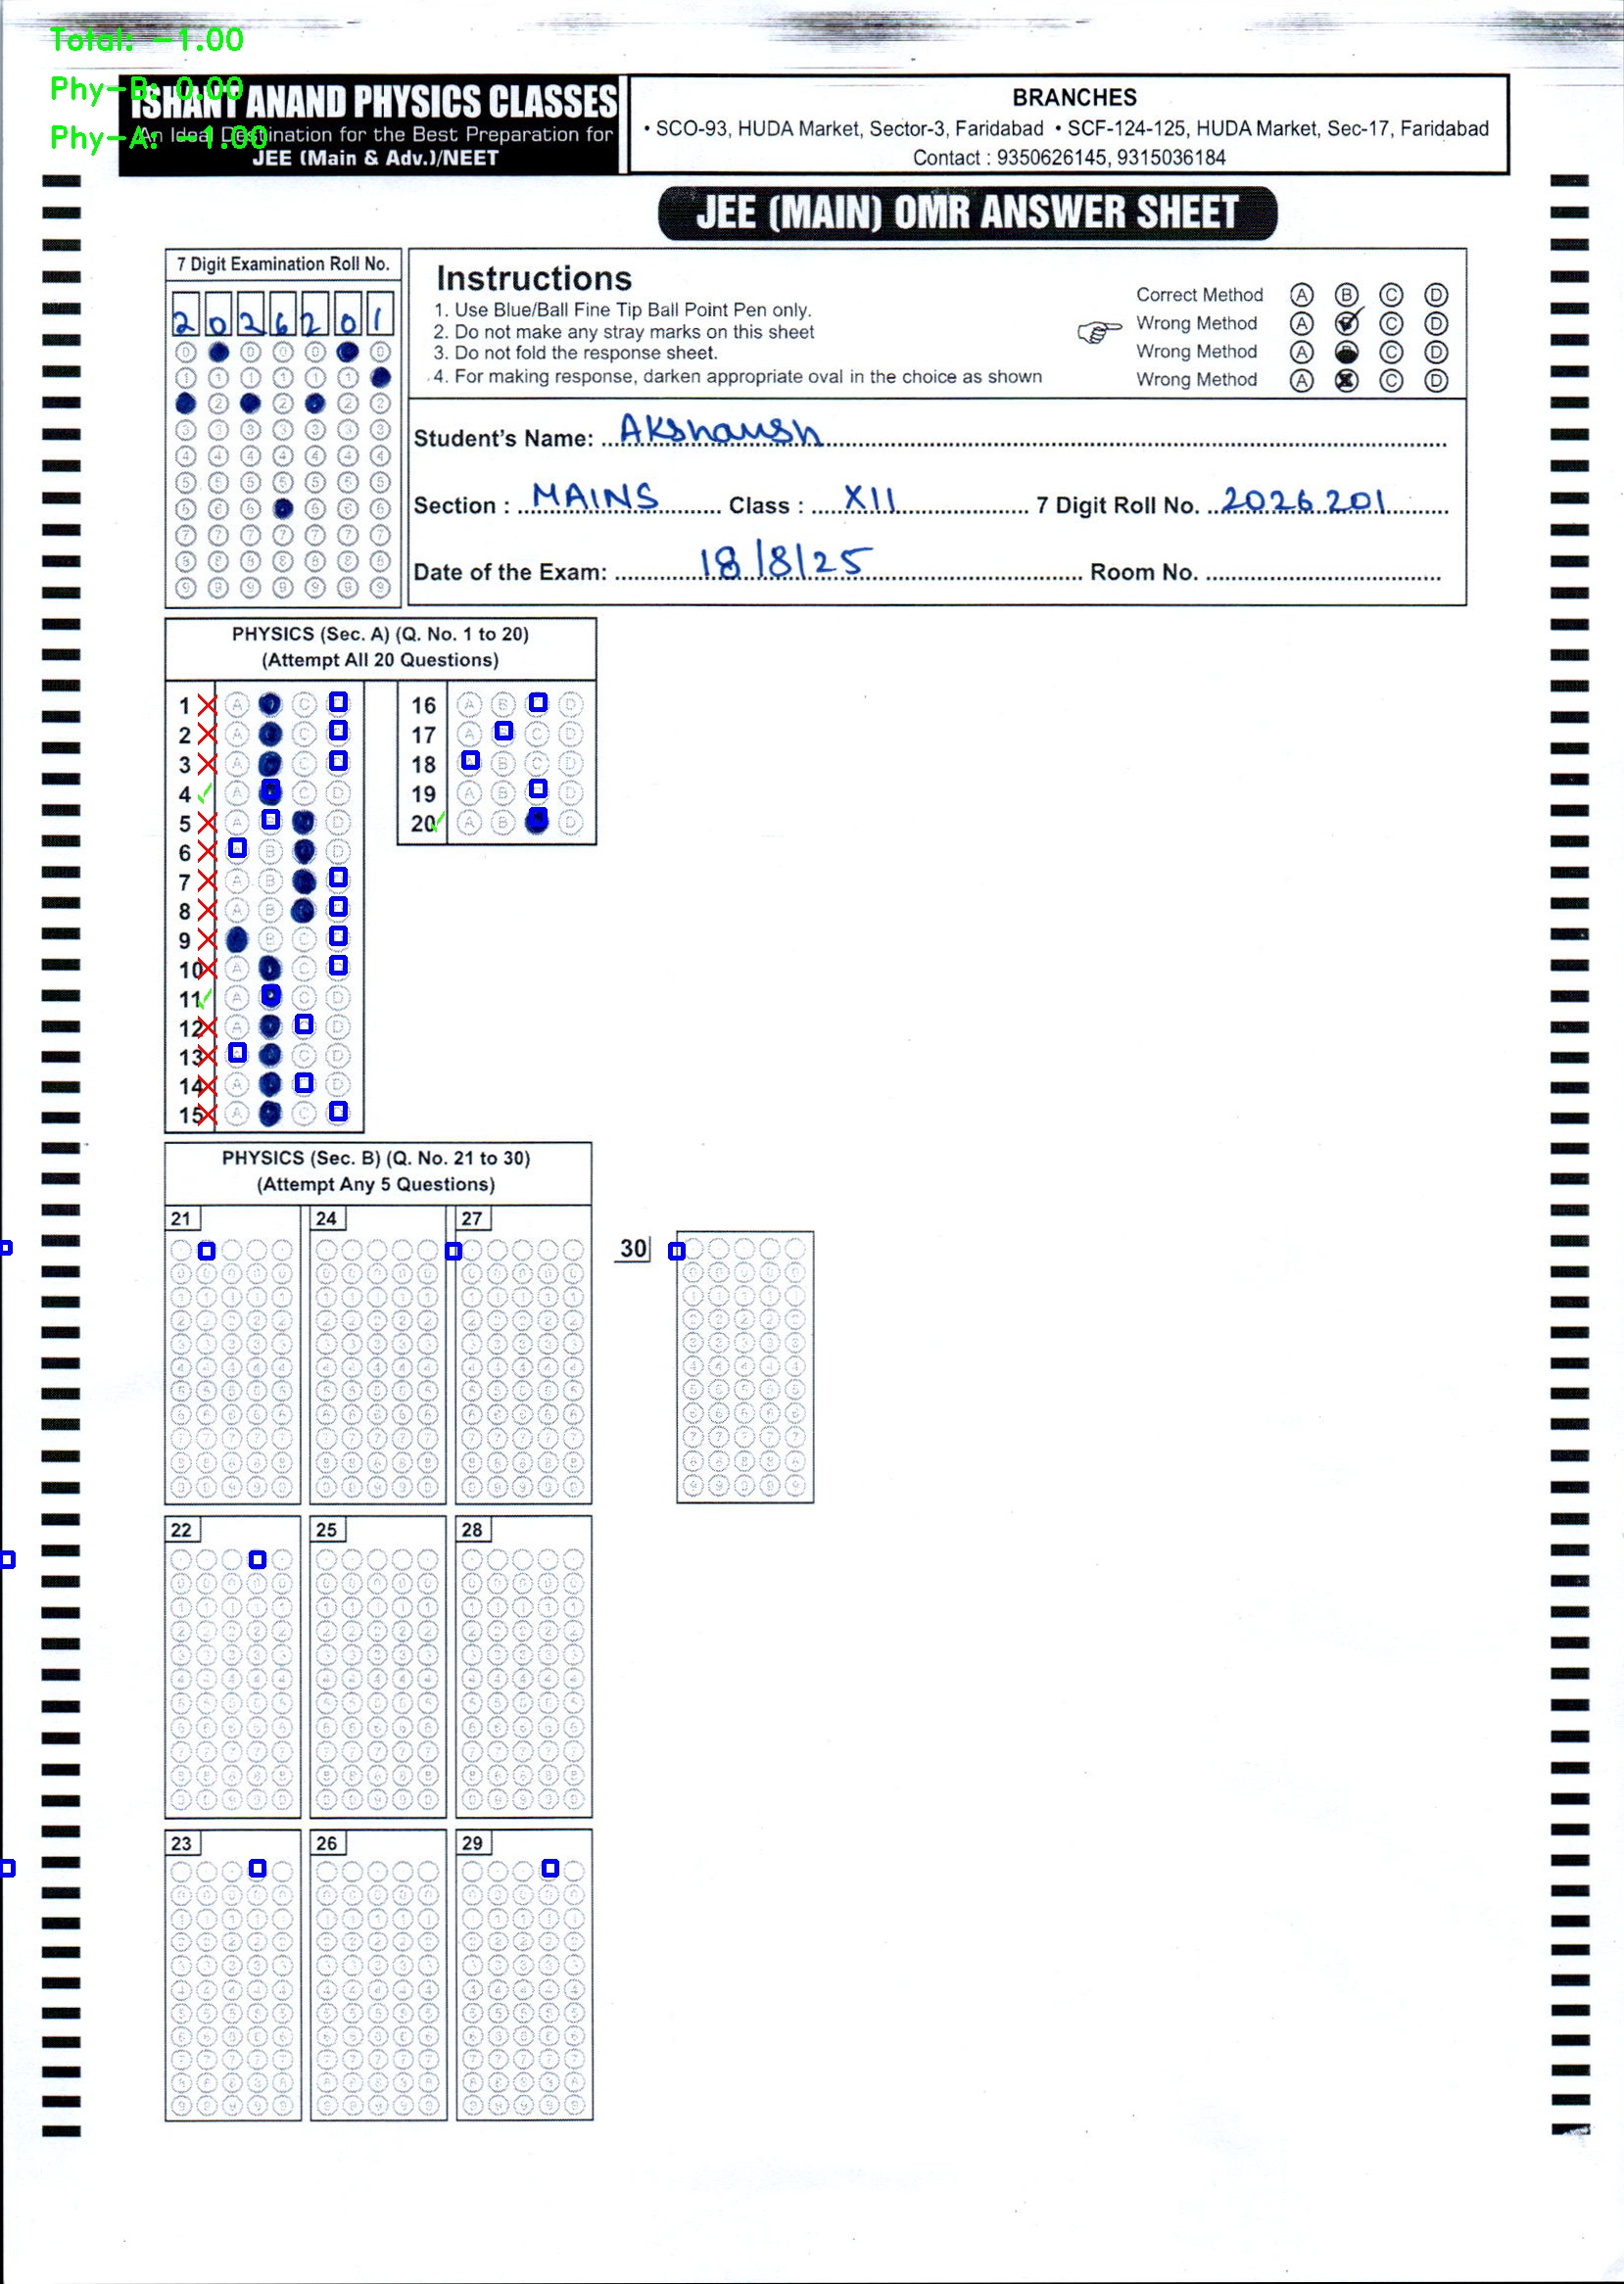 Total: -1.00
Phy-B: 0.00
Phy-A: -1.00
ISHANT ANAND PHYSICS CLASSES
An Ideal Destination for the Best Preparation for
JEE (Main & Adv.)/NEET
BRANCHES
• SCO-93, HUDA Market, Sector-3, Faridabad • SCF-124-125, HUDA Market, Sec-17, Faridabad
Contact : 9350626145, 9315036184
JEE (MAIN) OMR ANSWER SHEET
7 Digit Examination Roll No.
2 0 2 6 2 0 1
Instructions
1. Use Blue/Ball Fine Tip Ball Point Pen only.
2. Do not make any stray marks on this sheet
3. Do not fold the response sheet.
4. For making response, darken appropriate oval in the choice as shown
Correct Method A B C D
Wrong Method A B C D
Wrong Method A C D
Wrong Method A C D
Student's Name: Akshansh
Section : MAINS Class : XII 7 Digit Roll No. 2026201
Date of the Exam: 18/8/25 Room No.
PHYSICS (Sec. A) (Q. No. 1 to 20)
(Attempt All 20 Questions)
1 A C
2 A C
3 A C
4 A C D
5 A D
6 B D
7 A B
8 A B
9 B C
10 A C
11 A C D
12 A D
13 C D
14 A D
15 A C
16 A B D
17 A C D
18 B C D
19 A B D
20 A B D
PHYSICS (Sec. B) (Q. No. 21 to 30)
(Attempt Any 5 Questions)
21 24 27
30
22 25 28
23 26 29